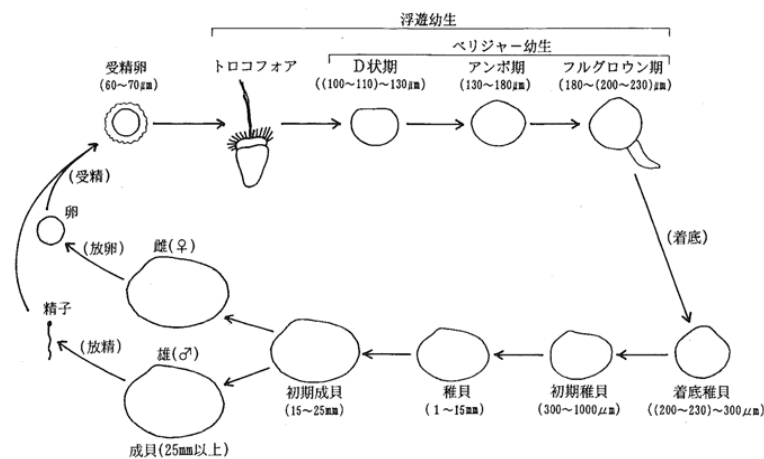 浮遊幼生
ベリジャー幼生
受精卵
(60～70μm)
トロコフォア
D状期
((100～110)～130μm)
アンボ期
(130～180μm)
フルグロウン期
(180～(200～230)μm)
(受精)
卵
(放卵)
雌(♀)
(着底)
精子
(放精)
雄(♂)
成貝(25mm以上)
初期成貝
(15～25mm)
稚貝
(1～15mm)
初期稚貝
(300～1000μm)
着底稚貝
((200～230)～300μm)